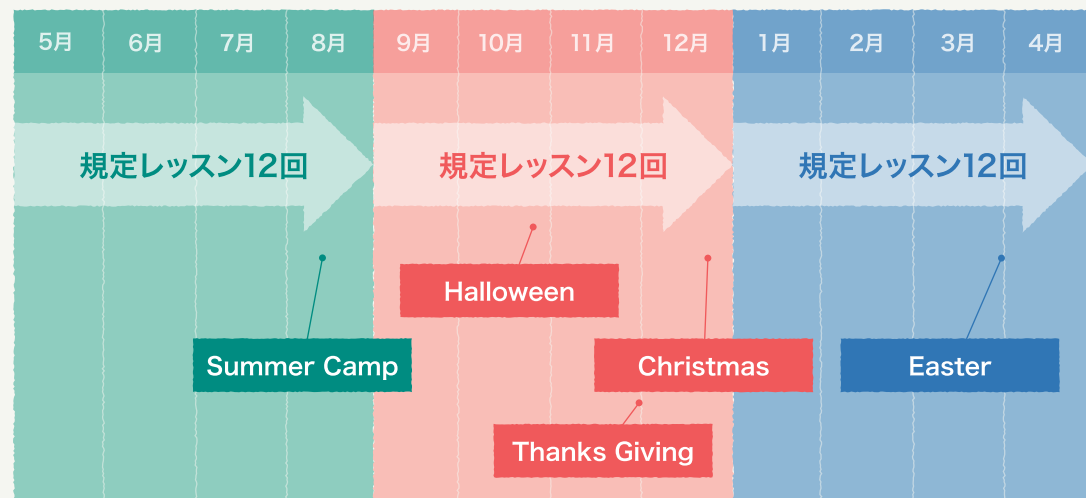 5月 6月 7月 8月 9月 10月 11月 12月 1月 2月 3月 4月
規定レッスン12回 規定レッスン12回 規定レッスン12回
Halloween
Summer Camp Christmas Easter
Thanks Giving